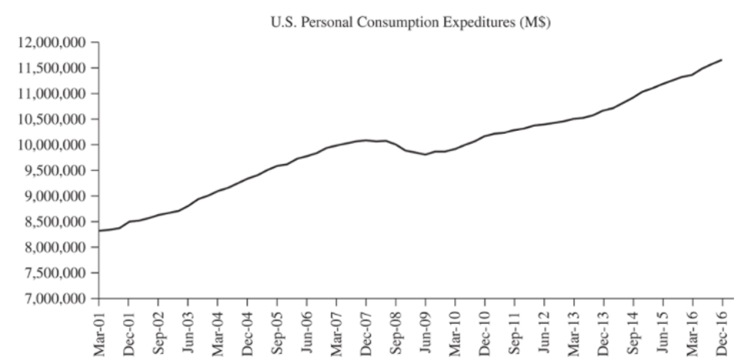 U.S. Personal Consumption Expeditures (M$)
12,000,000
11,500,000
11,000,000
10,500,000
10,000,000
9,500,000
9,000,000
8,500,000
8,000,000
7,500,000
7,000,000
Mar-01
Dec-01
Sep-02
Jun-03
Mar-04
Dec-04
Sep-05
Jun-06
Mar-07
Dec-07
Sep-08
Jun-09
Mar-10
Dec-10
Sep-11
Jun-12
Mar-13
Dec-13
Sep-14
Jun-15
Mar-16
Dec-16